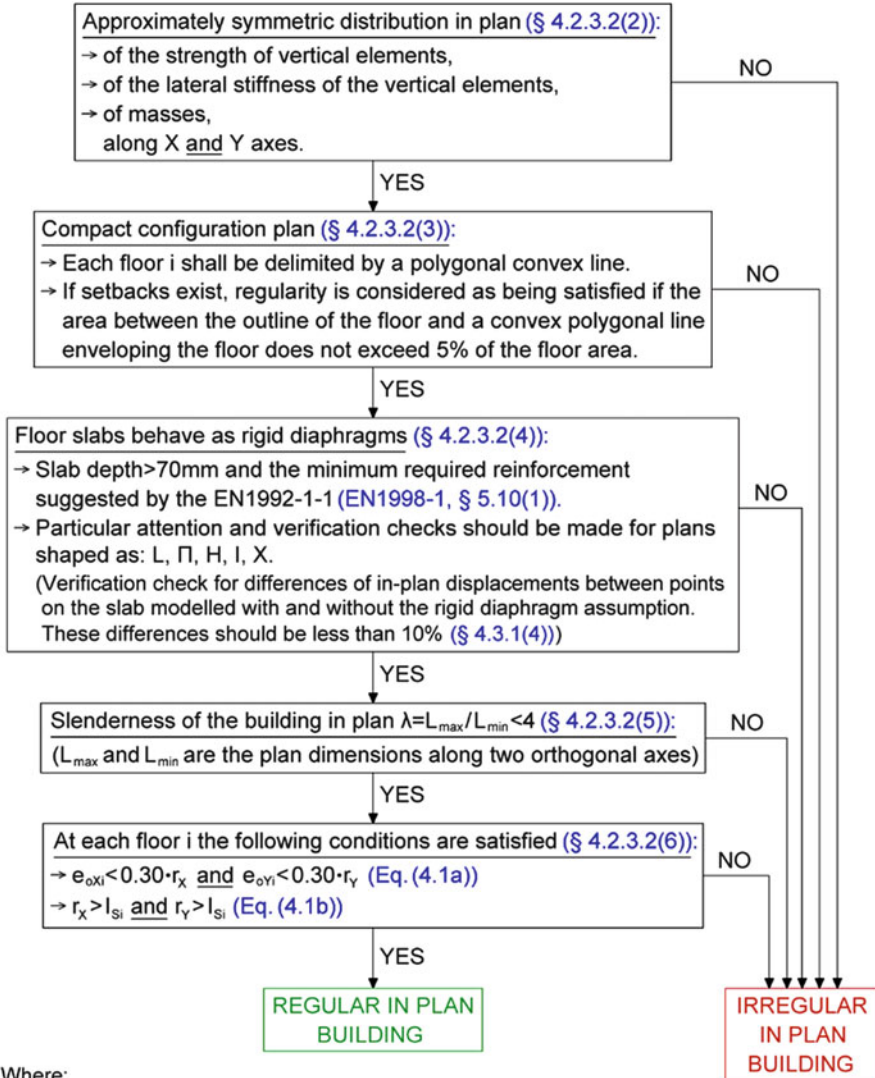 Approximately symmetric distribution in plan (§ 4.2.3.2(2)):
→ of the strength of vertical elements,
→ of the lateral stiffness of the vertical elements,
→ of masses,
along X and Y axes.
NO
YES
Compact configuration plan (§ 4.2.3.2(3)):
→ Each floor i shall be delimited by a polygonal convex line.
→ If setbacks exist, regularity is considered as being satisfied if the
area between the outline of the floor and a convex polygonal line
enveloping the floor does not exceed 5% of the floor area.
NO
YES
Floor slabs behave as rigid diaphragms (§ 4.2.3.2(4)):
→ Slab depth>70mm and the minimum required reinforcement
suggested by the EN1992-1-1 (EN1998-1, § 5.10(1)).
→ Particular attention and verification checks should be made for plans
shaped as: L, Π, H, I, X.
(Verification check for differences of in-plan displacements between points
on the slab modelled with and without the rigid diaphragm assumption.
These differences should be less than 10% (§ 4.3.1(4)))
NO
YES
Slenderness of the building in plan λ=Lmax/Lmin<4 (§ 4.2.3.2(5)):
(Lmax and Lmin are the plan dimensions along two orthogonal axes)
NO
YES
At each floor i the following conditions are satisfied (§ 4.2.3.2(6)):
→ eoXi<0.30·rX and eoYi<0.30·rY (Eq. (4.1a))
→ rX>lSi and rY>lSi (Eq. (4.1b))
NO
YES
REGULAR IN PLAN
BUILDING
IRREGULAR
IN PLAN
BUILDING
Where: